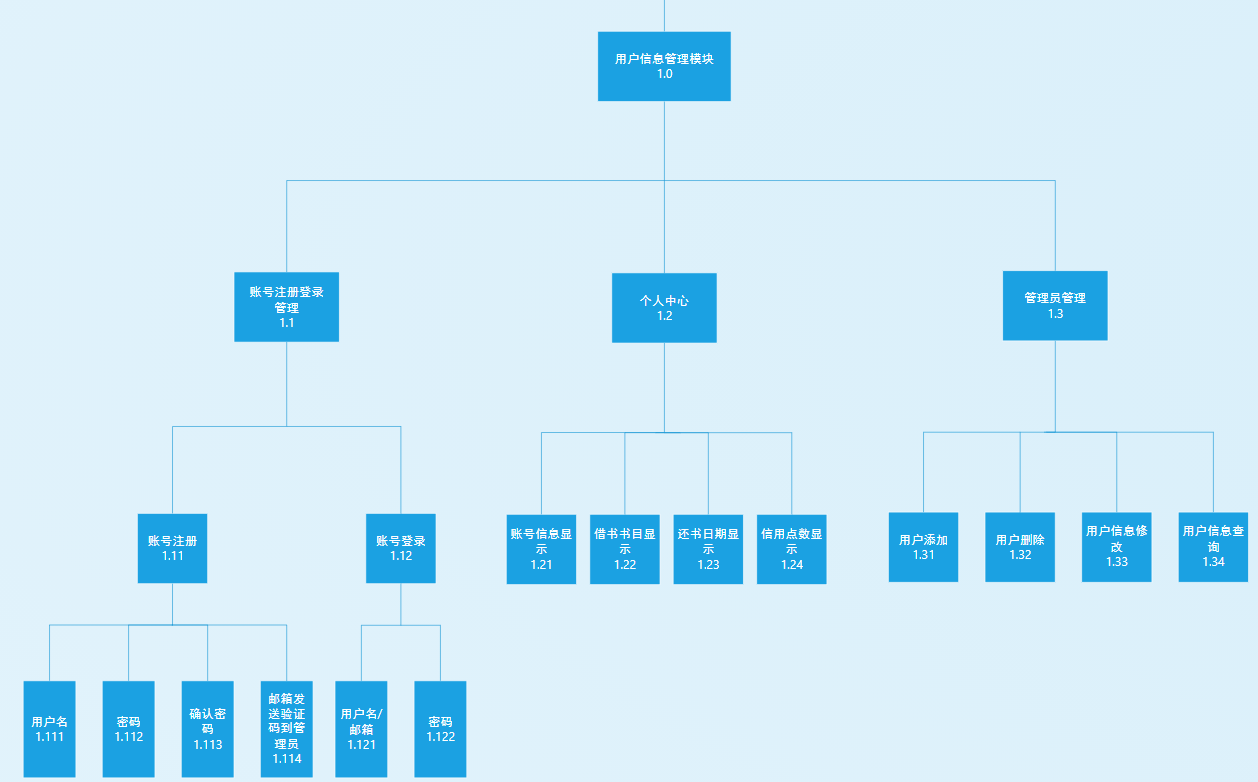 用户信息管理模块
1.0
账号注册登录
管理
1.1
个人中心
1.2
管理员管理
1.3
账号注册
1.11
账号登录
1.12
账号信息显
示
1.21
借书书目显
示
1.22
还书日期显
示
1.23
信用点数显
示
1.24
用户添加
1.31
用户删除
1.32
用户信息修
改
1.33
用户信息查
询
1.34
用户名
1.111
密码
1.112
确认密
码
1.113
邮箱发
送验证
码到管
理员
1.114
用户名/
邮箱
1.121
密码
1.122